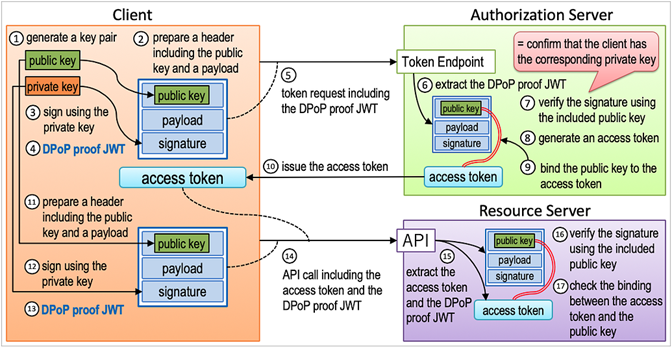 Client
① generate a key pair
public key
private key
② prepare a header
including the public
key and a payload
public key
payload
signature
③ sign using the
private key
④ DPoP proof JWT
⑤
token request including
the DPoP proof JWT
Authorization Server
Token Endpoint
= confirm that the client has
the corresponding private key
⑥ extract the DPoP JWT
public key
payload
signature
⑦ verify the signature using
the included public key
⑧ generate an access token
⑨ bind the public key to the
access token
access token
⑩ issue the access token
access token
⑪ prepare a header
including the public
key and a payload
public key
payload
signature
⑫ sign using the
private key
⑬ DPoP proof JWT
⑭
API call including the
access token and the
DPoP proof JWT
Resource Server
API
⑮
extract the
access token
and the DPoP
proof JWT
public key
payload
signature
access token
⑯ verify the signature
using the included
public key
⑰ check the binding
between the access
token and the
public key